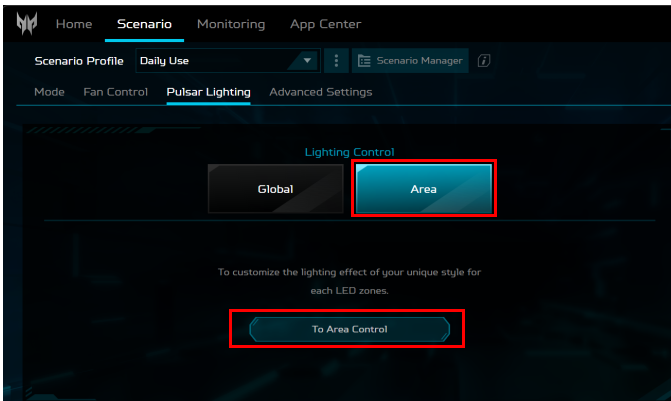 Home Scenario Monitoring App Center
Scenario Profile Daily Use Scenario Manager i
Mode Fan Control Pulsar Lighting Advanced Settings
Lighting Control
Global Area
To customize the lighting effect of your unique style for
each LED zones.
To Area Control